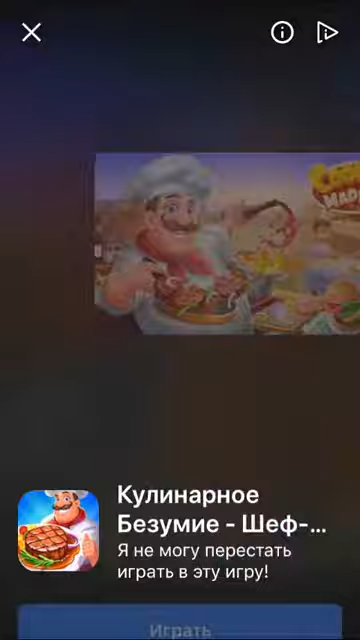 Кулинарное
Безумие - Шеф-...
Я не могу перестать
играть в эту игру!
Играть